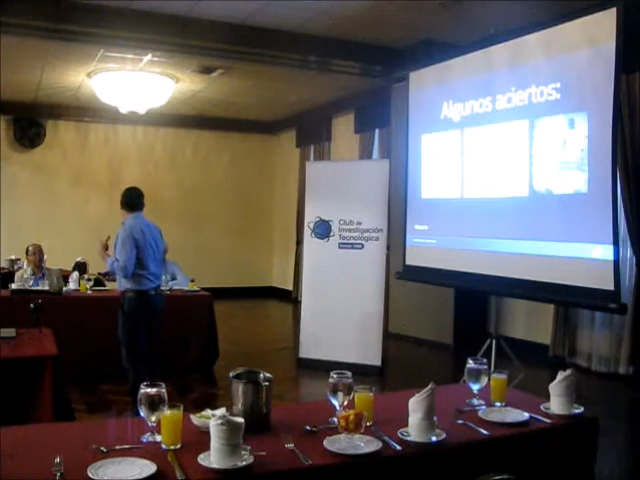 Algunos aciertos:
Club de
Investigación
Tecnológica